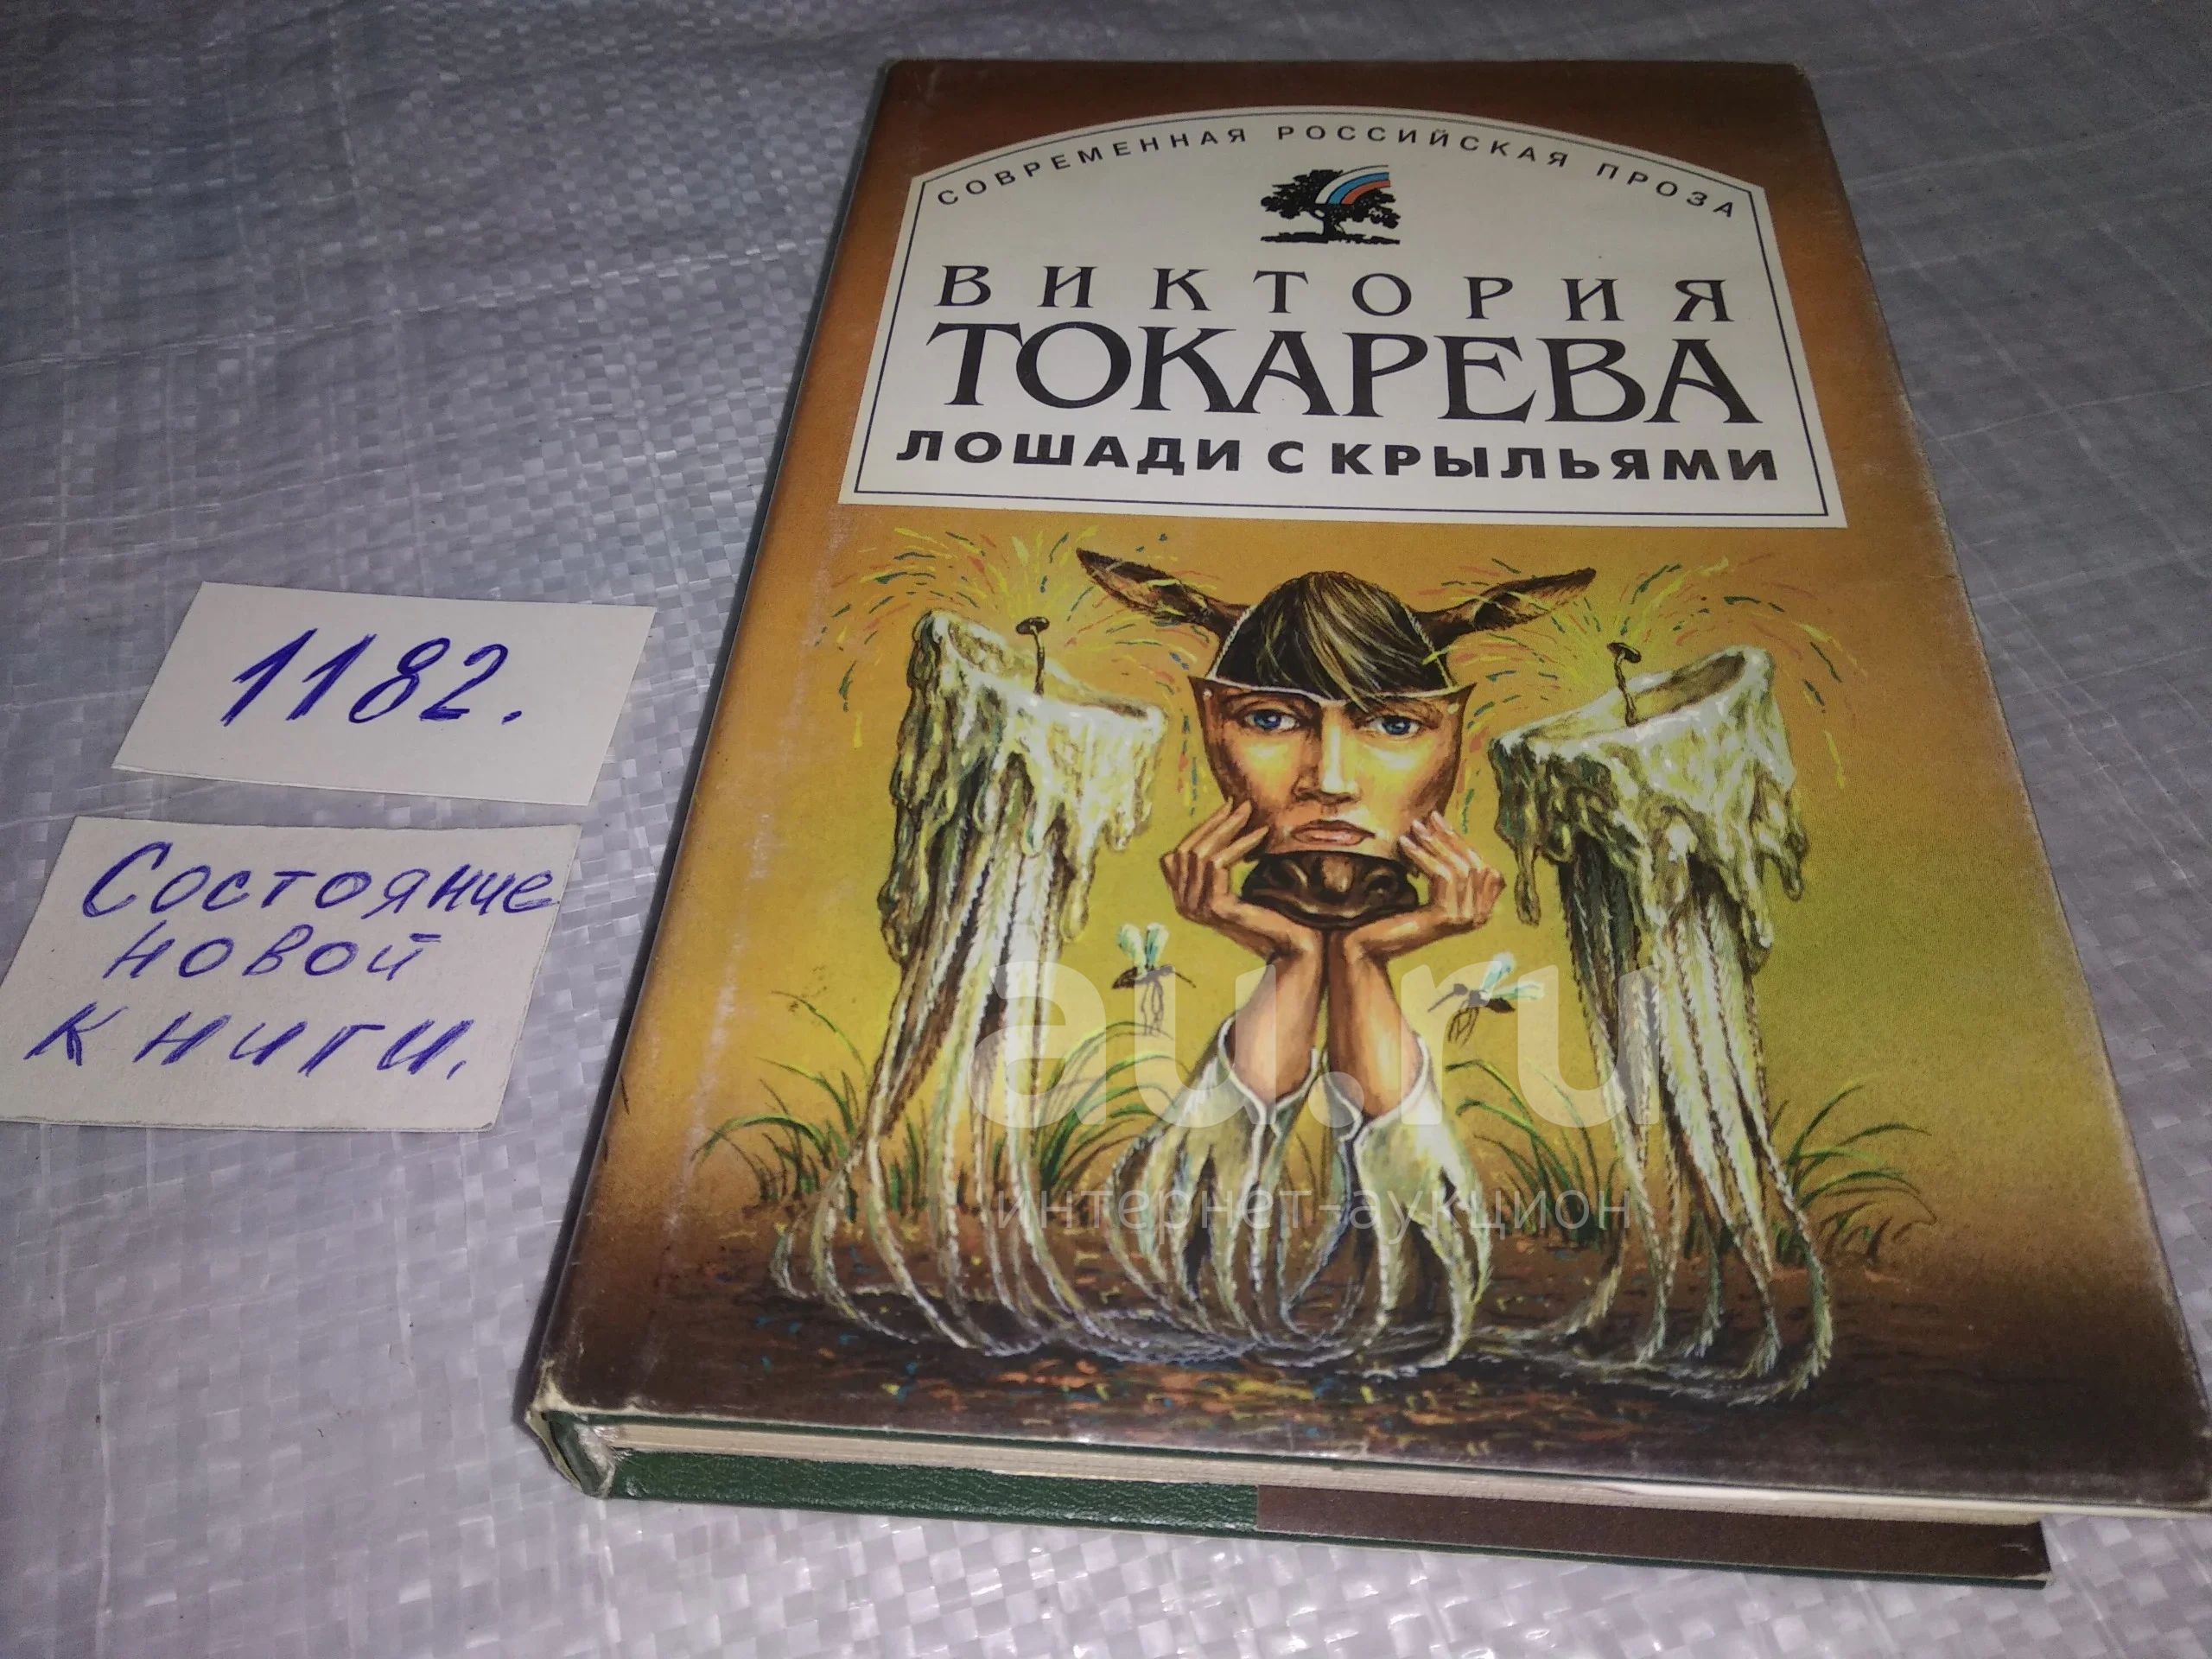 СОВРЕМЕННАЯ РОССИЙСКАЯ ПРОЗА
ВИКТОРИЯ
ТОКАРЕВА
ЛОШАДИ С КРЫЛЬЯМИ
1182.
Состояние
новой
книги.
au.ru
интернет-аукцион